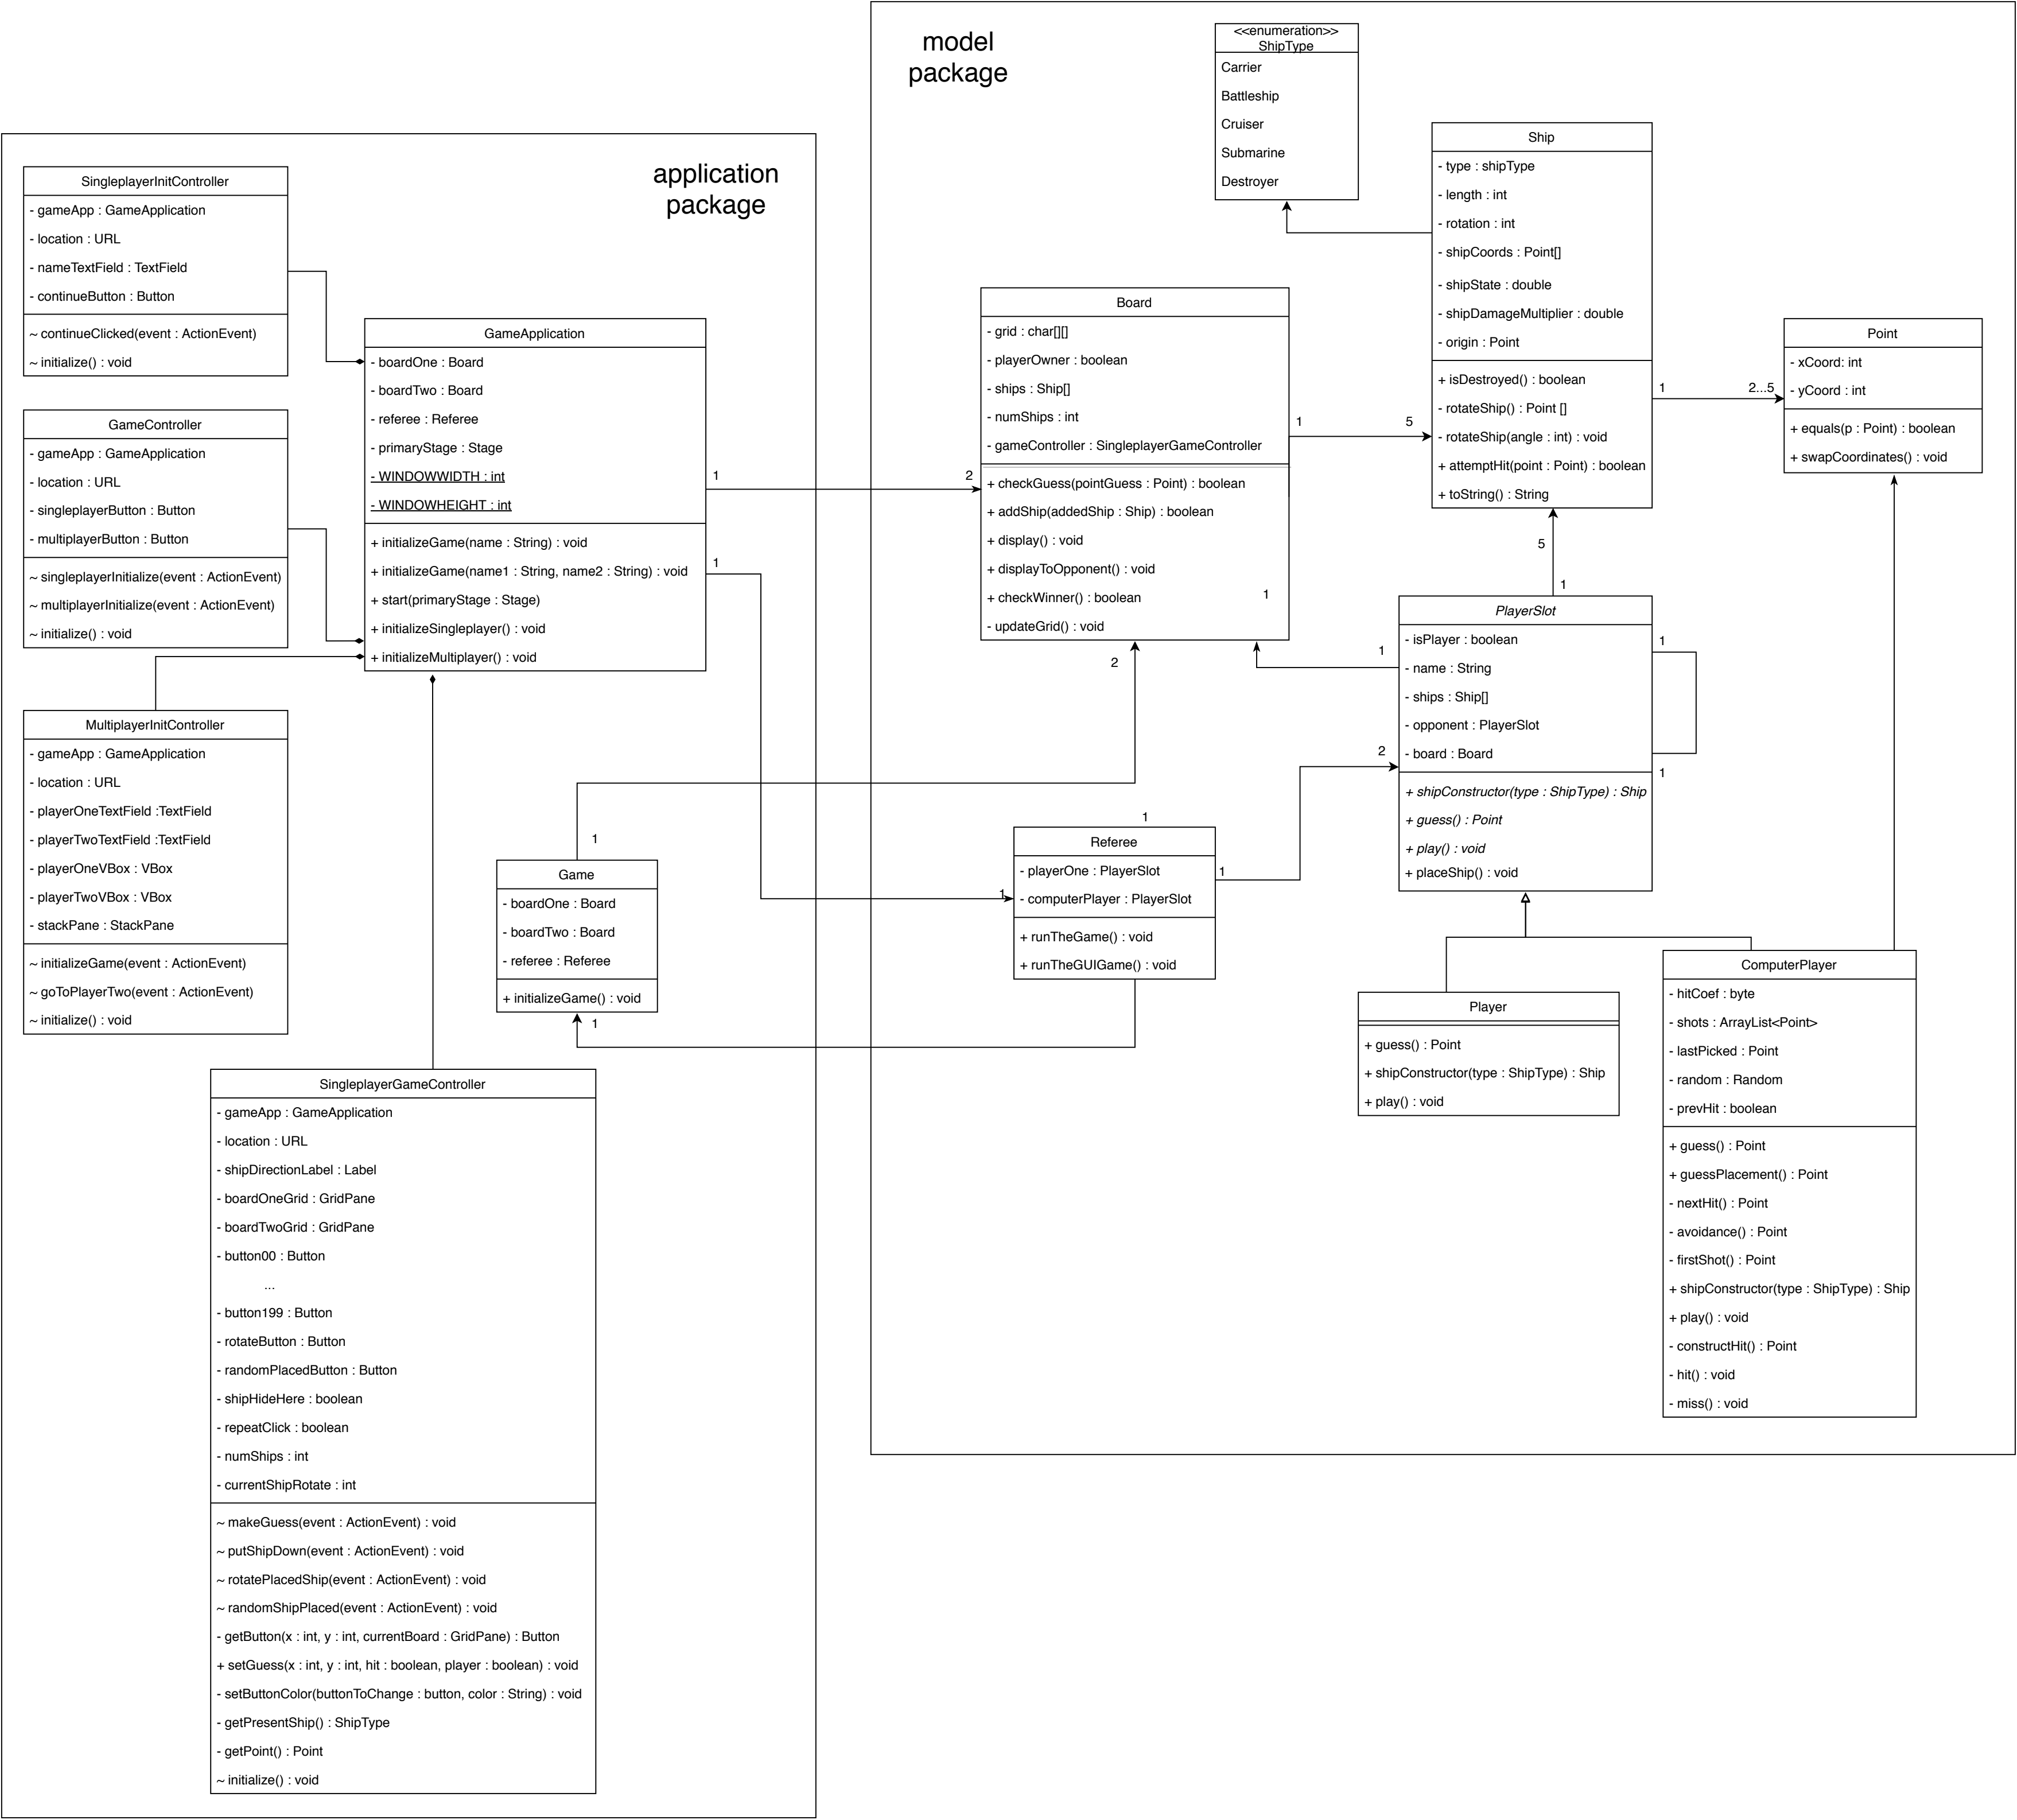 application
package
SingleplayerInitController
- gameApp : GameApplication
- location : URL
- nameTextField : TextField
- continueButton : Button
~ continueClicked(event : ActionEvent)
~ initialize() : void
GameController
- gameApp : GameApplication
- location : URL
- singleplayerButton : Button
- multiplayerButton : Button
~ singleplayerInitialize(event : ActionEvent)
~ multiplayerInitialize(event : ActionEvent)
~ initialize() : void
MultiplayerInitController
- gameApp : GameApplication
- location : URL
- playerOneTextField :TextField
- playerTwoTextField :TextField
- playerOneVBox : VBox
- playerTwoVBox : VBox
- stackPane : StackPane
~ initializeGame(event : ActionEvent)
~ goToPlayerTwo(event : ActionEvent)
~ initialize() : void
GameApplication
- boardOne : Board
- boardTwo : Board
- referee : Referee
- primaryStage : Stage
- WINDOWWIDTH : int
- WINDOWHEIGHT : int
+ initializeGame(name : String) : void
+ initializeGame(name1 : String, name2 : String) : void
+ start(primaryStage : Stage)
+ initializeSingleplayer() : void
+ initializeMultiplayer() : void
1
2
1
1
Game
- boardOne : Board
- boardTwo : Board
- referee : Referee
+ initializeGame() : void
1
2
1
SingleplayerGameController
- gameApp : GameApplication
- location : URL
- shipDirectionLabel : Label
- boardOneGrid : GridPane
- boardTwoGrid : GridPane
- button00 : Button
...
- button199 : Button
- rotateButton : Button
- randomPlacedButton : Button
- shipHideHere : boolean
- repeatClick : boolean
- numShips : int
- currentShipRotate : int
~ makeGuess(event : ActionEvent) : void
~ putShipDown(event : ActionEvent) : void
~ rotatePlacedShip(event : ActionEvent) : void
~ randomShipPlaced(event : ActionEvent) : void
- getButton(x : int, y : int, currentBoard : GridPane) : Button
+ setGuess(x : int, y : int, hit : boolean, player : boolean) : void
- setButtonColor(buttonToChange : button, color : String) : void
- getPresentShip() : ShipType
- getPoint() : Point
~ initialize() : void
model
package
<<enumeration>>
ShipType
Carrier
Battleship
Cruiser
Submarine
Destroyer
Ship
- type : shipType
- length : int
- rotation : int
- shipCoords : Point[]
- shipState : double
- shipDamageMultiplier : double
- origin : Point
+ isDestroyed() : boolean
- rotateShip() : Point []
- rotateShip(angle : int) : void
+ attemptHit(point : Point) : boolean
+ toString() : String
1
2...5
Point
- xCoord: int
- yCoord : int
+ equals(p : Point) : boolean
+ swapCoordinates() : void
Board
- grid : char[][]
- playerOwner : boolean
- ships : Ship[]
- numShips : int
- gameController : SingleplayerGameController
+ checkGuess(pointGuess : Point) : boolean
+ addShip(addedShip : Ship) : boolean
+ display() : void
+ displayToOpponent() : void
+ checkWinner() : boolean
- updateGrid() : void
1
5
1
5
1
PlayerSlot
- isPlayer : boolean
- name : String
- ships : Ship[]
- opponent : PlayerSlot
- board : Board
+ shipConstructor(type : ShipType) : Ship
+ guess() : Point
+ play() : void
+ placeShip() : void
1
1
1
2
Referee
- playerOne : PlayerSlot
- computerPlayer : PlayerSlot
+ runTheGame() : void
+ runTheGUIGame() : void
1
1
Player
+ guess() : Point
+ shipConstructor(type : ShipType) : Ship
+ play() : void
ComputerPlayer
- hitCoef : byte
- shots : ArrayList<Point>
- lastPicked : Point
- random : Random
- prevHit : boolean
+ guess() : Point
+ guessPlacement() : Point
- nextHit() : Point
- avoidance() : Point
- firstShot() : Point
+ shipConstructor(type : ShipType) : Ship
+ play() : void
- constructHit() : Point
- hit() : void
- miss() : void